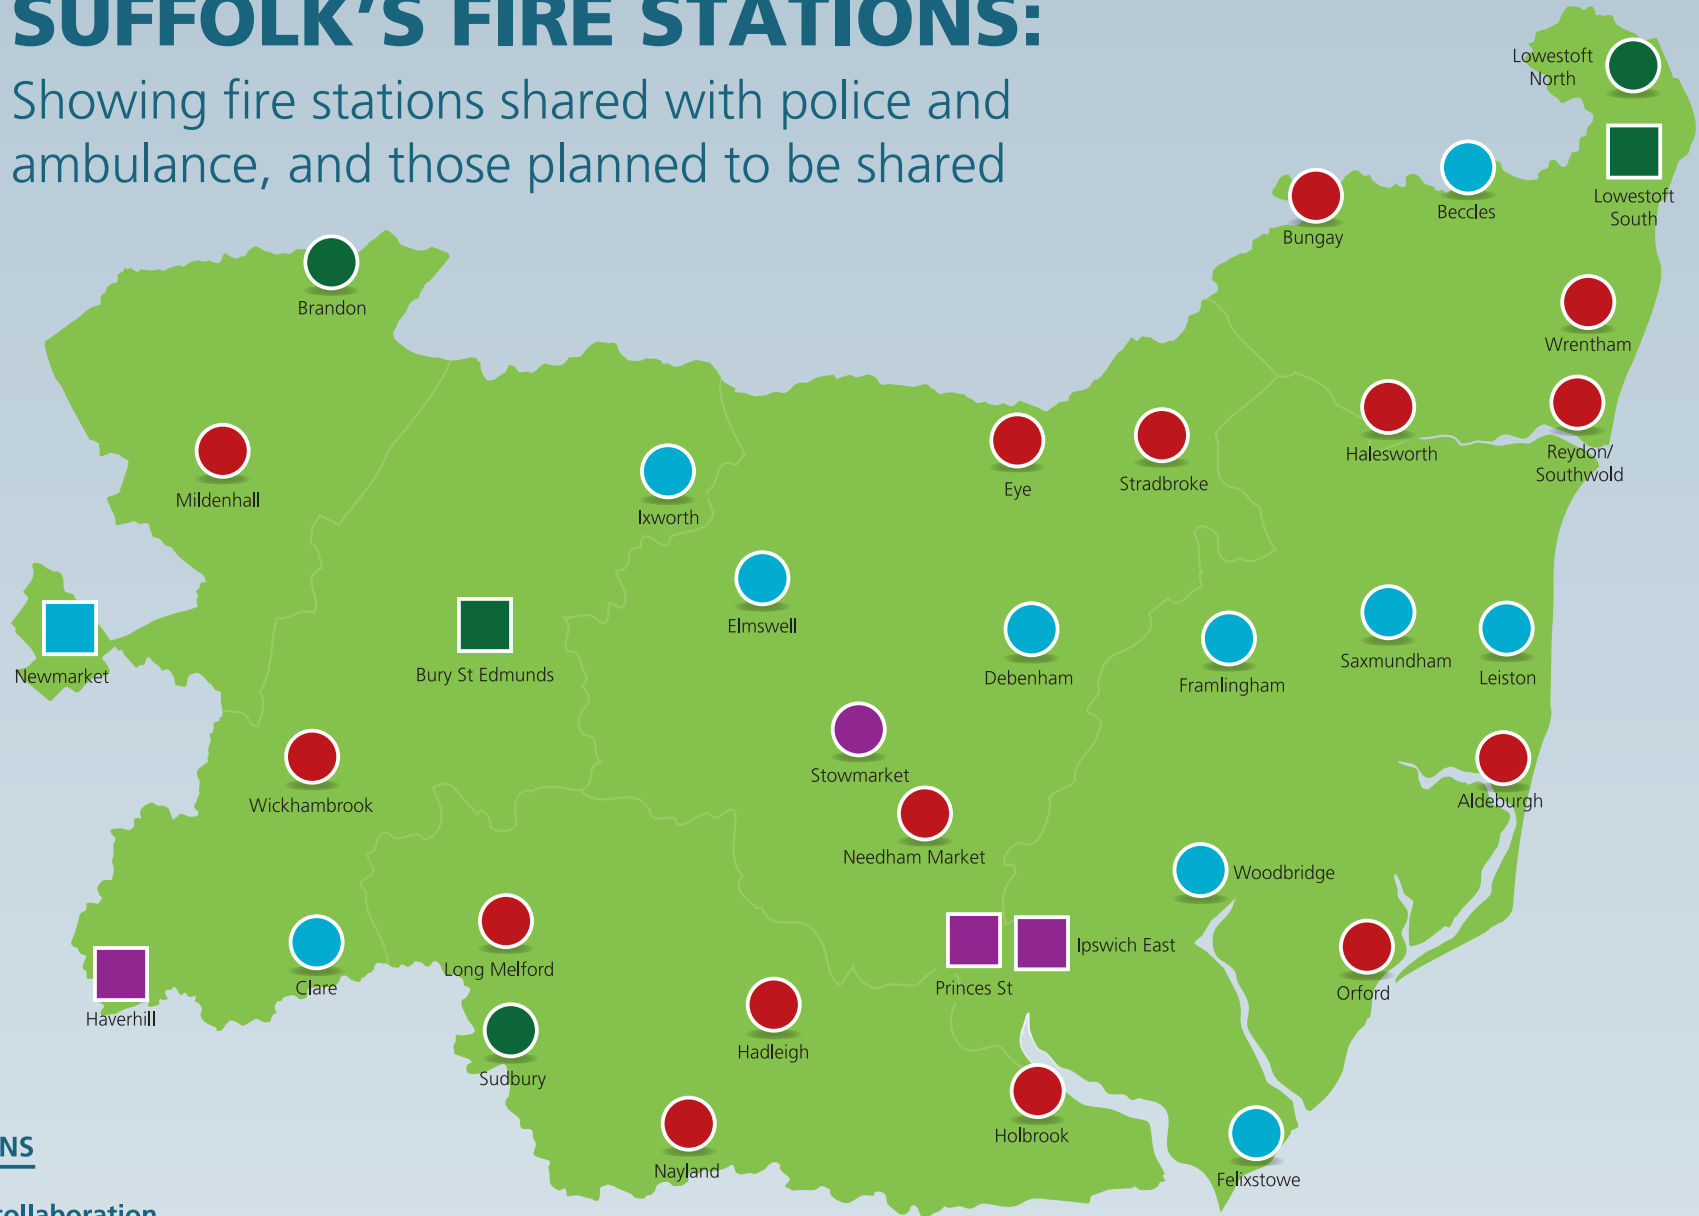 SUFFOLK'S FIRE STATIONS:
Showing fire stations shared with police and
ambulance, and those planned to be shared
Lowestoft
North
Lowestoft
South
Beccles
Bungay
Brandon
Wrentham
Halesworth
Reydon/
Southwold
Mildenhall
Ixworth
Eye
Stradbroke
Elmswell
Newmarket
Bury St Edmunds
Debenham
Framlingham
Saxmundham
Leiston
Stowmarket
Wickhambrook
Aldeburgh
Needham Market
Woodbridge
Long Melford
Ipswich East
Princes St
Orford
Clare
Haverhill
Hadleigh
Sudbury
Holbrook
Nayland
Felixstowe
NS
collaboration